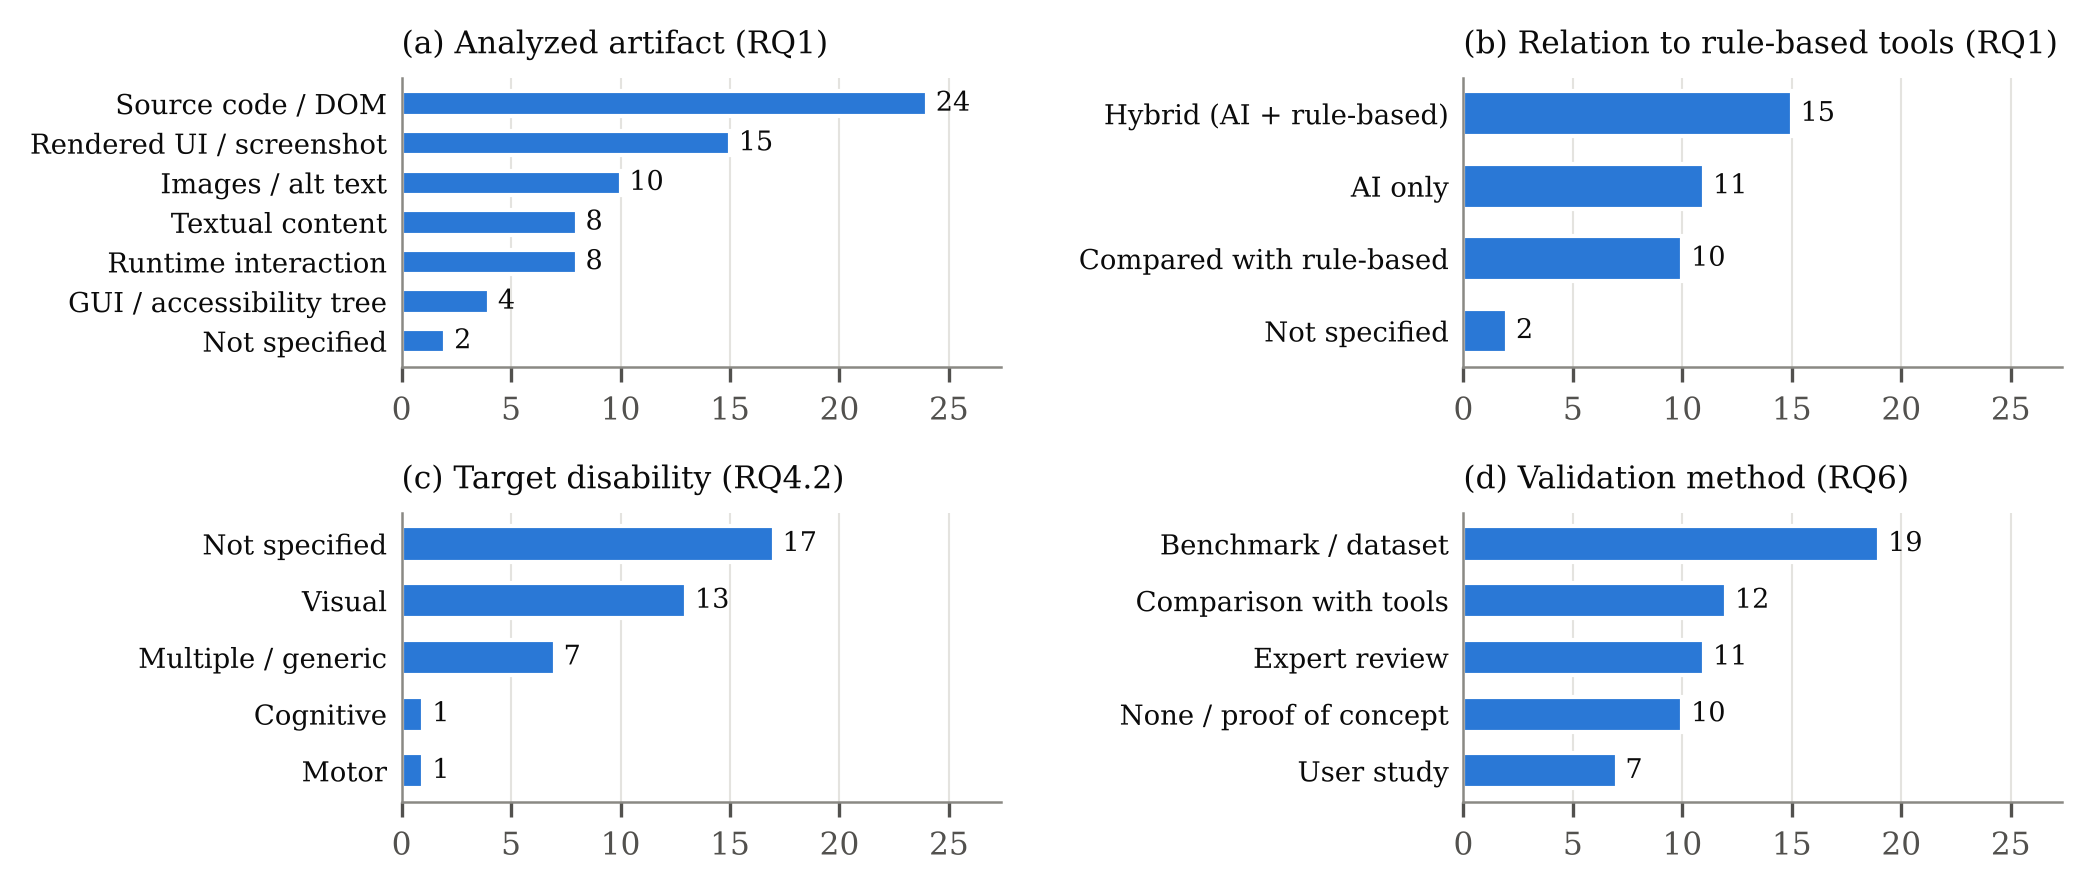 (a) Analyzed artifact (RQ1)
Source code / DOM 24
Rendered UI / screenshot 15
Images / alt text 10
Textual content 8
Runtime interaction 8
GUI / accessibility tree 4
Not specified 2
0 5 10 15 20 25
(b) Relation to rule-based tools (RQ1)
Hybrid (AI + rule-based) 15
AI only 11
Compared with rule-based 10
Not specified 2
0 5 10 15 20 25
(c) Target disability (RQ4.2)
Not specified 17
Visual 13
Multiple / generic 7
Cognitive 1
Motor 1
0 5 10 15 20 25
(d) Validation method (RQ6)
Benchmark / dataset 19
Comparison with tools 12
Expert review 11
None / proof of concept 10
User study 7
0 5 10 15 20 25